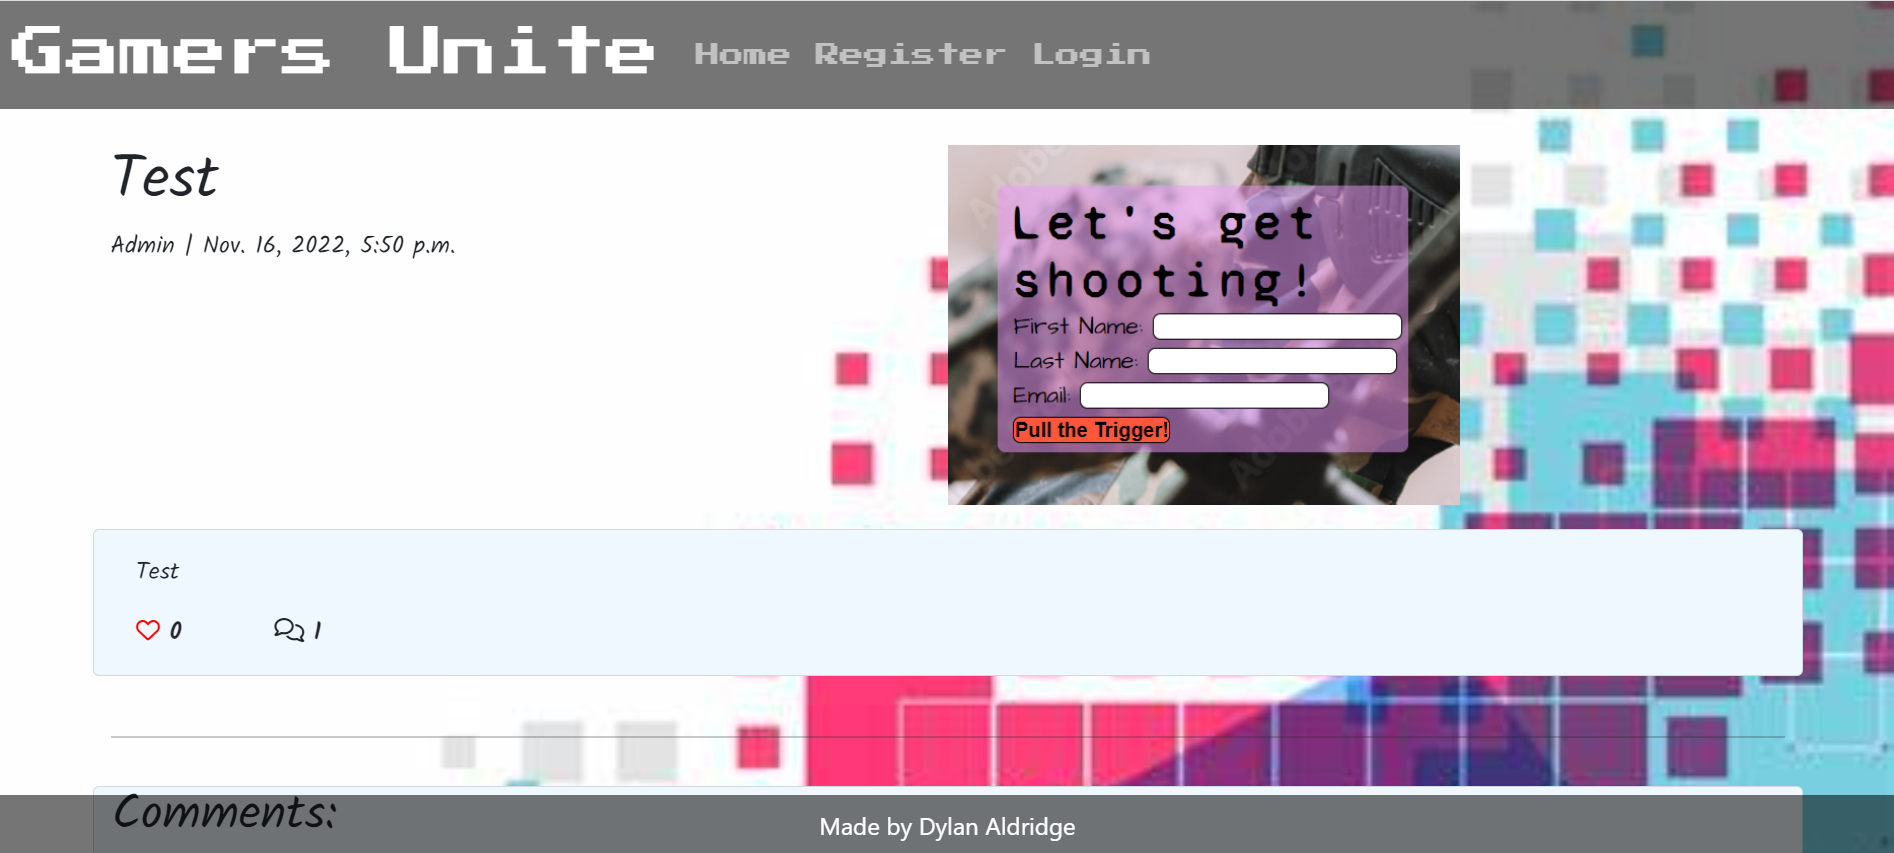 Gamers Unite
Home Register Login
Test
Admin | Nov. 16, 2022, 5:50 p.m.
Let's get
shooting!
First Name:
Last Name:
Email:
Pull the Trigger!
Test
0
1
Comments:
Made by Dylan Aldridge